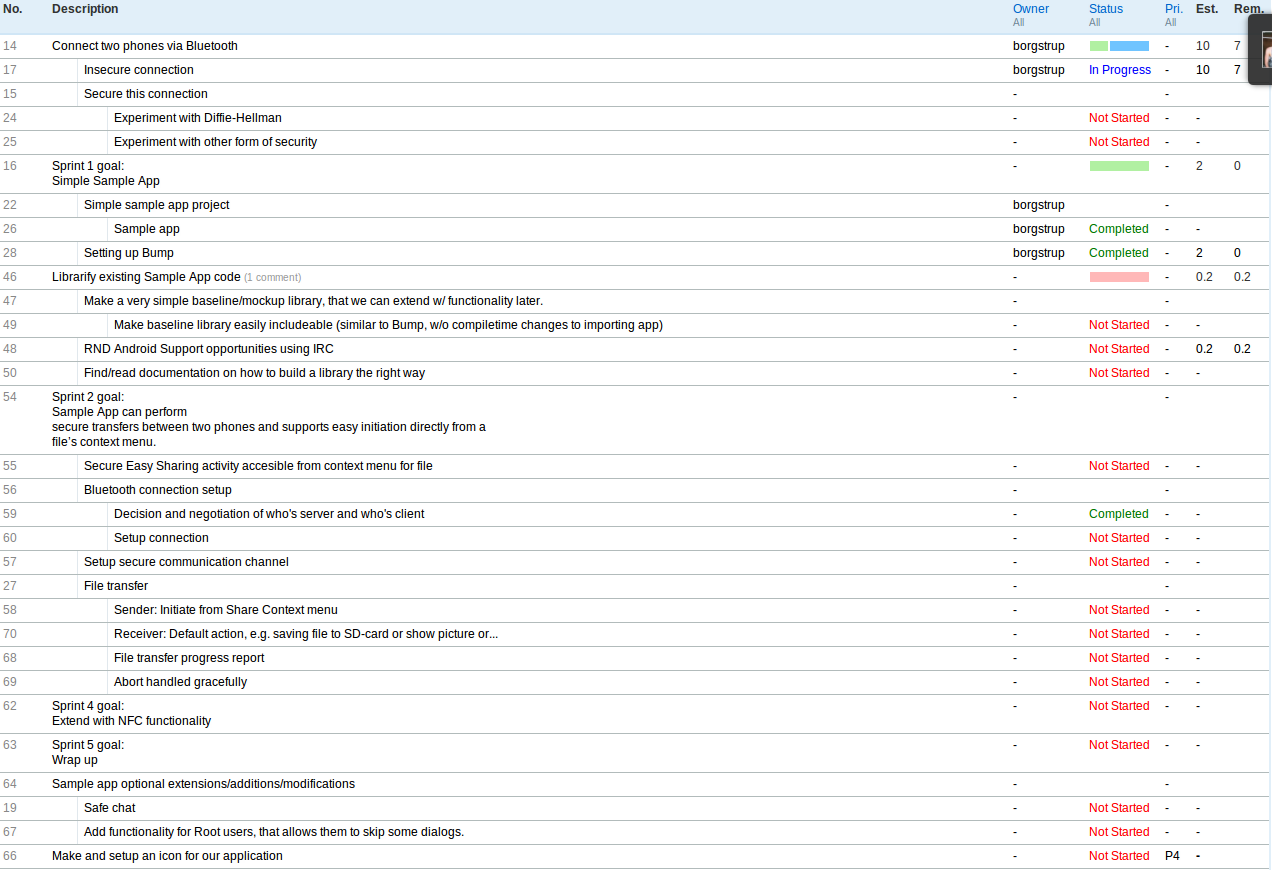 No. Description Owner Status Pri. Est. Rem.
All All All
14 Connect two phones via Bluetooth borgstrup - 10 7
17 Insecure connection borgstrup In Progress - 10 7
15 Secure this connection - -
24 Experiment with Diffie-Hellman - Not Started - -
25 Experiment with other form of security - Not Started - -
16 Sprint 1 goal: - - 2 0
Simple Sample App
22 Simple sample app project borgstrup -
26 Sample app borgstrup Completed - -
28 Setting up Bump borgstrup Completed - 2 0
46 Librarify existing Sample App code (1 comment) - - 0.2 0.2
47 Make a very simple baseline/mockup library, that we can extend w/ functionality later. - -
49 Make baseline library easily includeable (similar to Bump, w/o compiletime changes to importing app) - Not Started - -
48 RND Android Support opportunities using IRC - Not Started - 0.2 0.2
50 Find/read documentation on how to build a library the right way - Not Started - -
54 Sprint 2 goal: - -
Sample App can perform
secure transfers between two phones and supports easy initiation directly from a
file's context menu.
55 Secure Easy Sharing activity accesible from context menu for file - Not Started - -
56 Bluetooth connection setup - -
59 Decision and negotiation of who's server and who's client - Completed - -
60 Setup connection - Not Started - -
57 Setup secure communication channel - Not Started - -
27 File transfer - -
58 Sender: Initiate from Share Context menu - Not Started - -
70 Receiver: Default action, e.g. saving file to SD-card or show picture or... - Not Started - -
68 File transfer progress report - Not Started - -
69 Abort handled gracefully - Not Started - -
62 Sprint 4 goal: - Not Started - -
Extend with NFC functionality
63 Sprint 5 goal: - Not Started - -
Wrap up
64 Sample app optional extensions/additions/modifications - -
19 Safe chat - Not Started - -
67 Add functionality for Root users, that allows them to skip some dialogs. - Not Started - -
66 Make and setup an icon for our application - Not Started P4 -